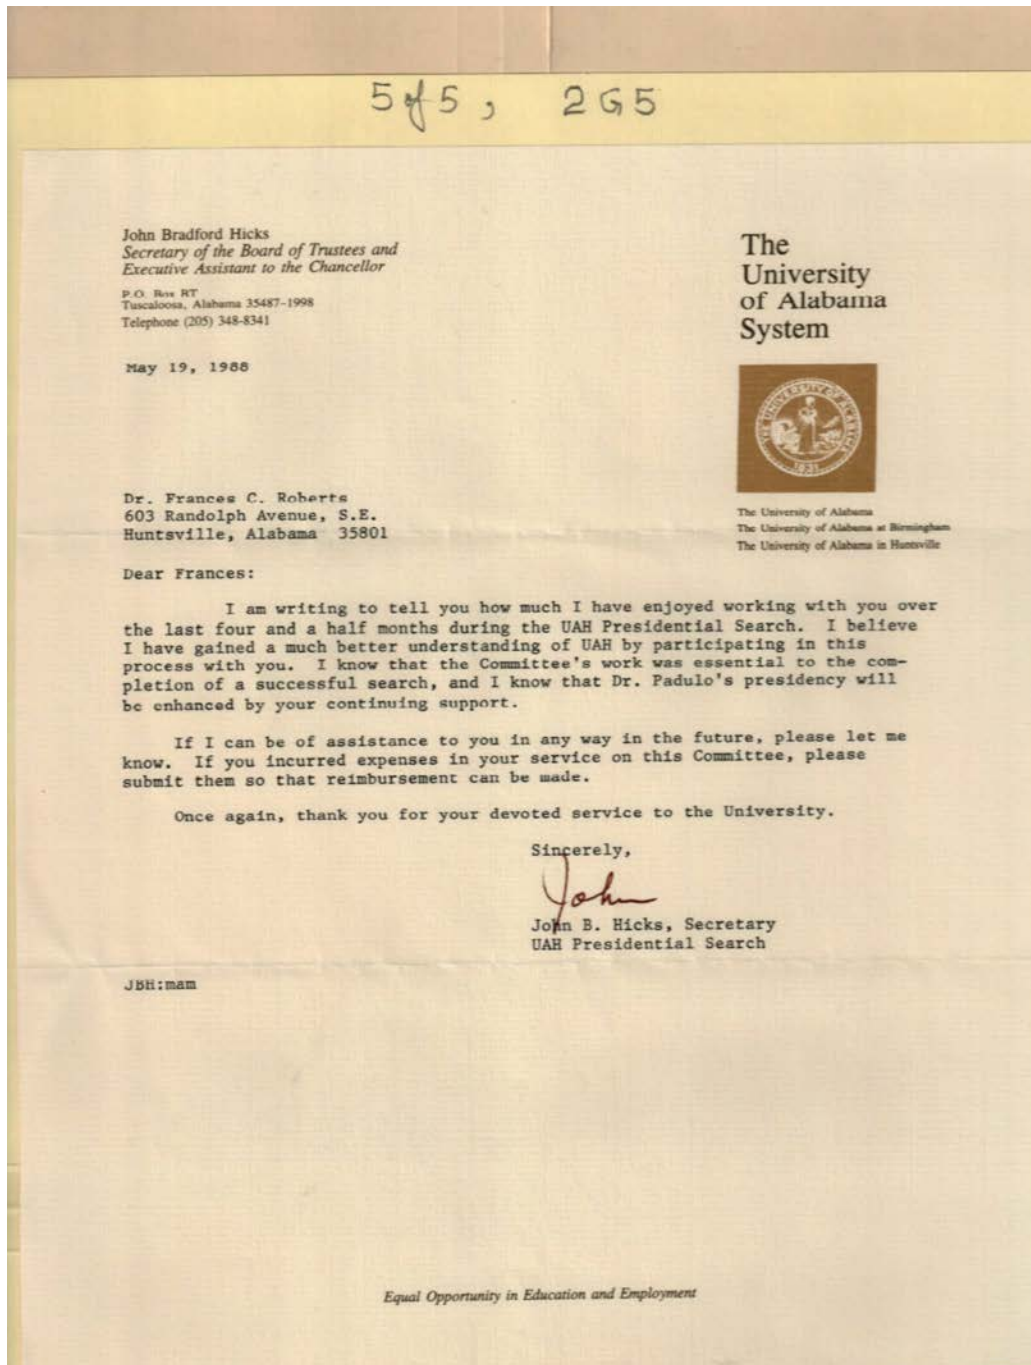 5 of 5, 2G5
John Bradford Hicks
Secretary of the Board of Trustees and
Executive Assistant to the Chancellor
P.O. Box RT
Tuscaloosa, Alabama 35487-1998
Telephone (205) 348-8341
The
University
of Alabama
System
May 19, 1988
THE UNIVERSITY OF ALABAMA
1831
The University of Alabama
The University of Alabama at Birmingham
The University of Alabama in Huntsville
Dr. Frances C. Roberts
603 Randolph Avenue, S.E.
Huntsville, Alabama 35801
Dear Frances:
I am writing to tell you how much I have enjoyed working with you over
the last four and a half months during the UAH Presidential Search. I believe
I have gained a much better understanding of UAH by participating in this
process with you. I know that the Committee's work was essential to the com-
pletion of a successful search, and I know that Dr. Padulo's presidency will
be enhanced by your continuing support.
If I can be of assistance to you in any way in the future, please let me
know. If you incurred expenses in your service on this Committee, please
submit them so that reimbursement can be made.
Once again, thank you for your devoted service to the University.
Sincerely,
John
John B. Hicks, Secretary
UAH Presidential Search
JBH:mam
Equal Opportunity in Education and Employment